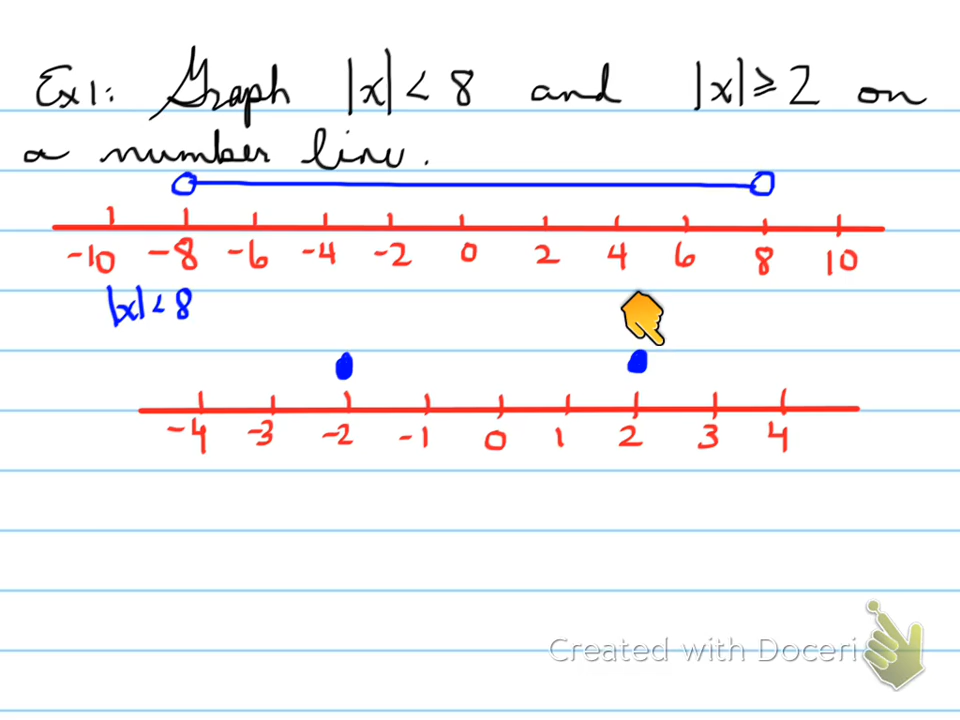 Ex1: Graph |x| < 8 and |x| ≥ 2 on
a number line.
-10 -8 -6 -4 -2 0 2 4 6 8 10
|x| < 8
-4 -3 -2 -1 0 1 2 3 4
Created with Doceri